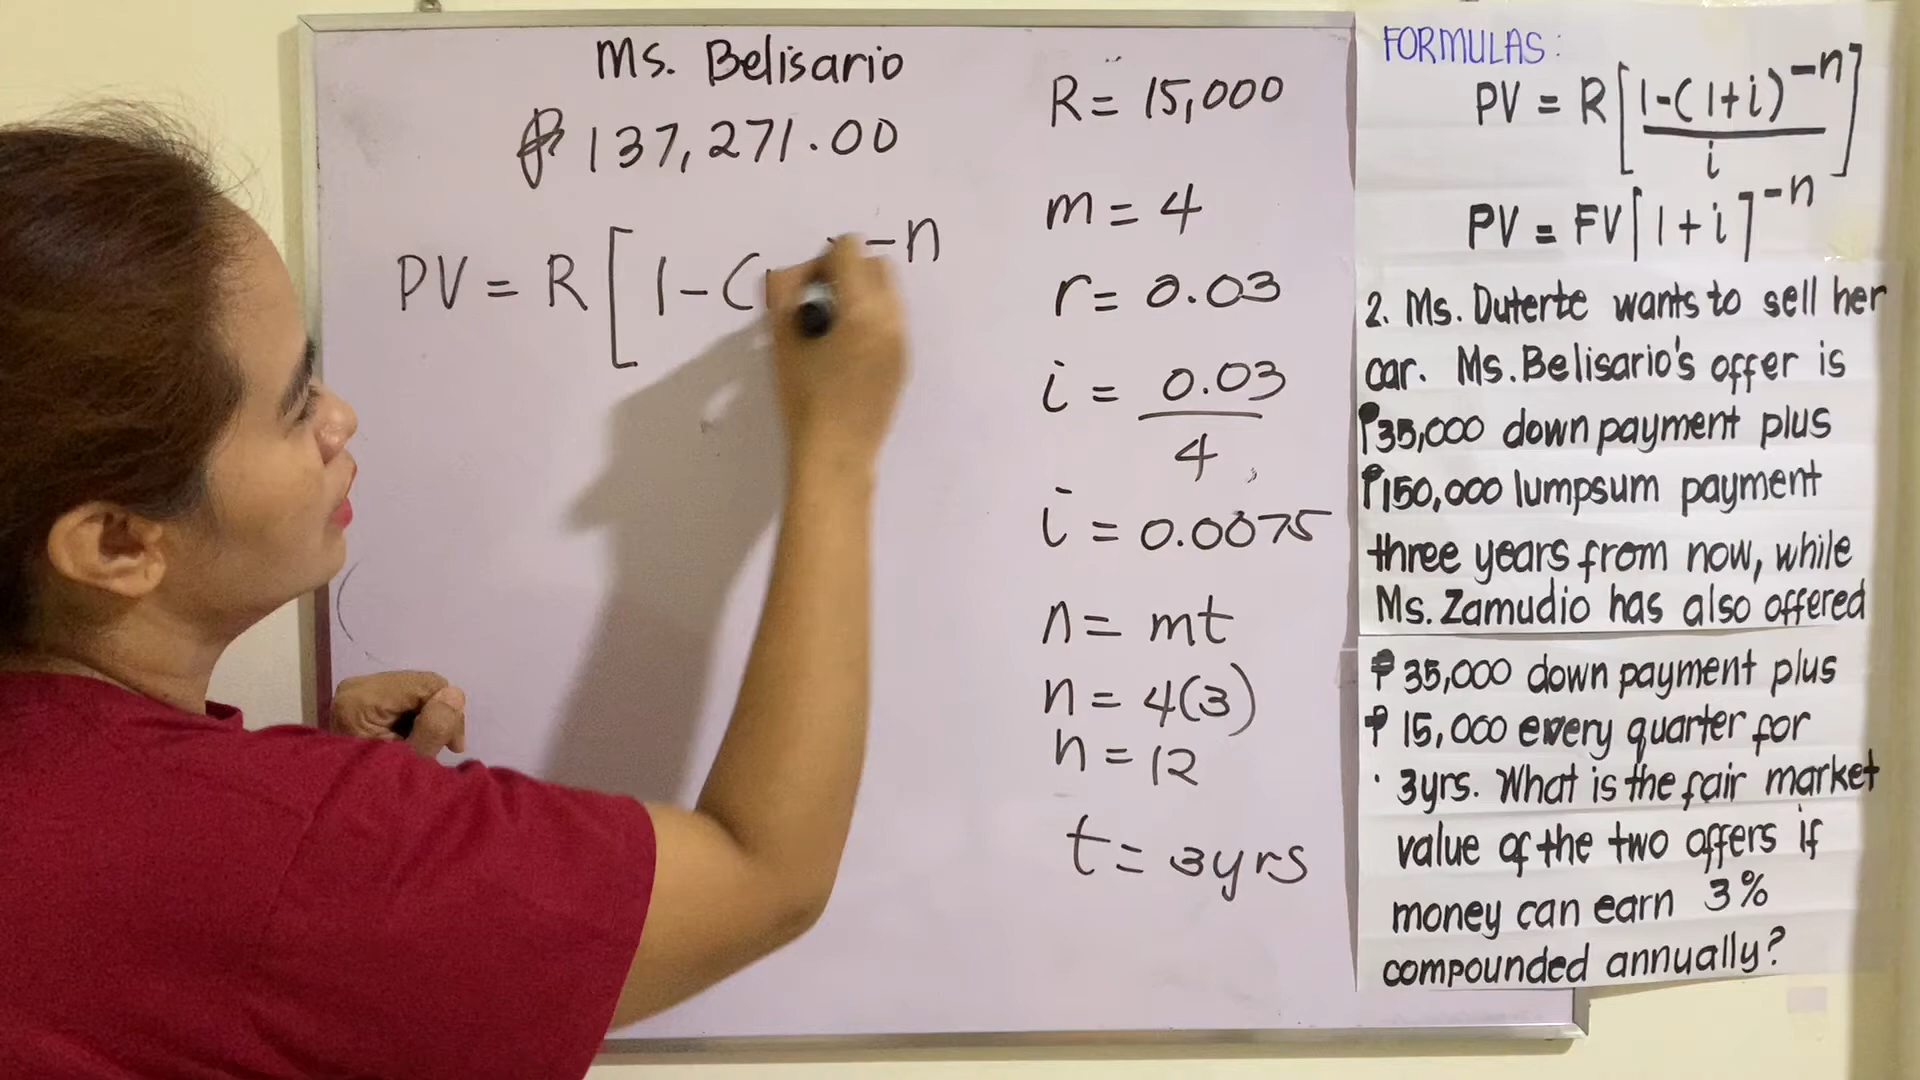 Ms. Belisario
₱ 137,271.00
PV = R [ 1-( -n
R = 15,000
m = 4
r = 0.03
i = 0.03
4
i = 0.0075
n = mt
n = 4(3)
n = 12
t = 3yrs
FORMULAS:
PV = R [ 1-(1+i)^-n ]
i
PV = FV [ 1+i ]^-n
2. Ms. Duterte wants to sell her
car. Ms. Belisario's offer is
₱35,000 down payment plus
₱150,000 lumpsum payment
three years from now, while
Ms. Zamudio has also offered
₱ 35,000 down payment plus
₱ 15,000 every quarter for
3yrs. What is the fair market
value of the two offers if
money can earn 3%
compounded annually?